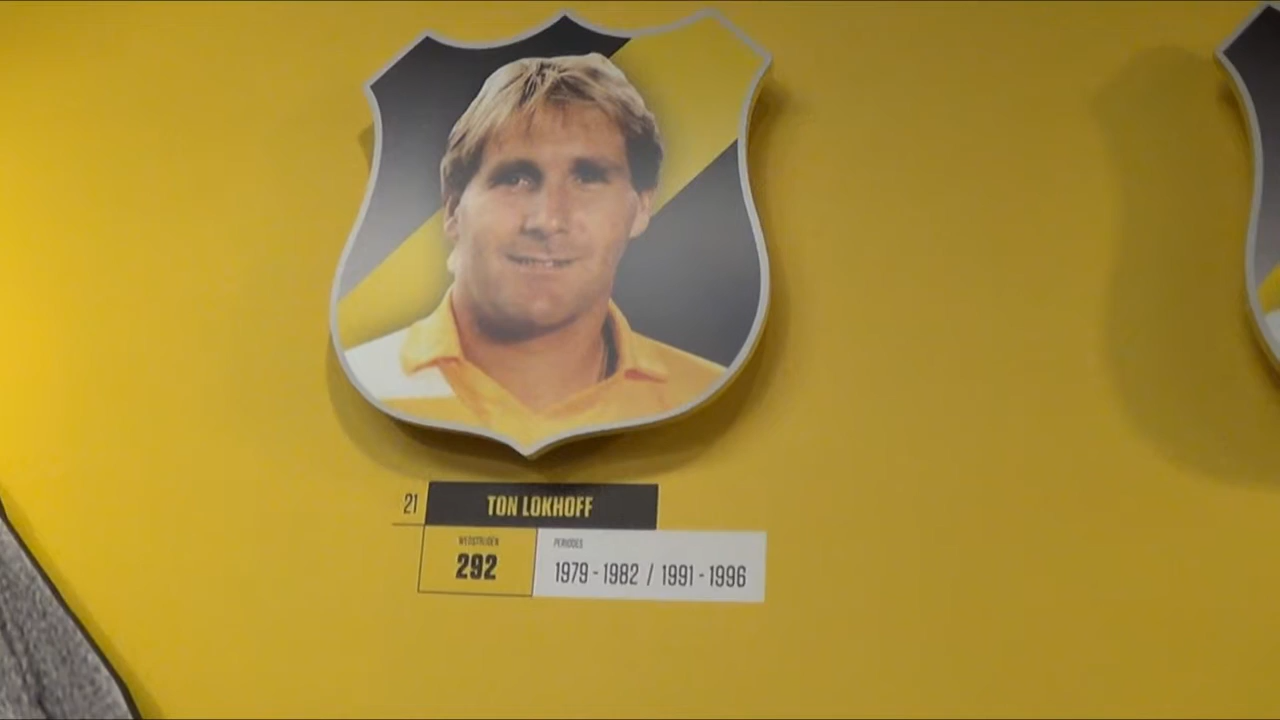 21
TON LOKHOFF
WEDSTRIJDEN
292
PERIODES
1979 - 1982 / 1991 - 1996